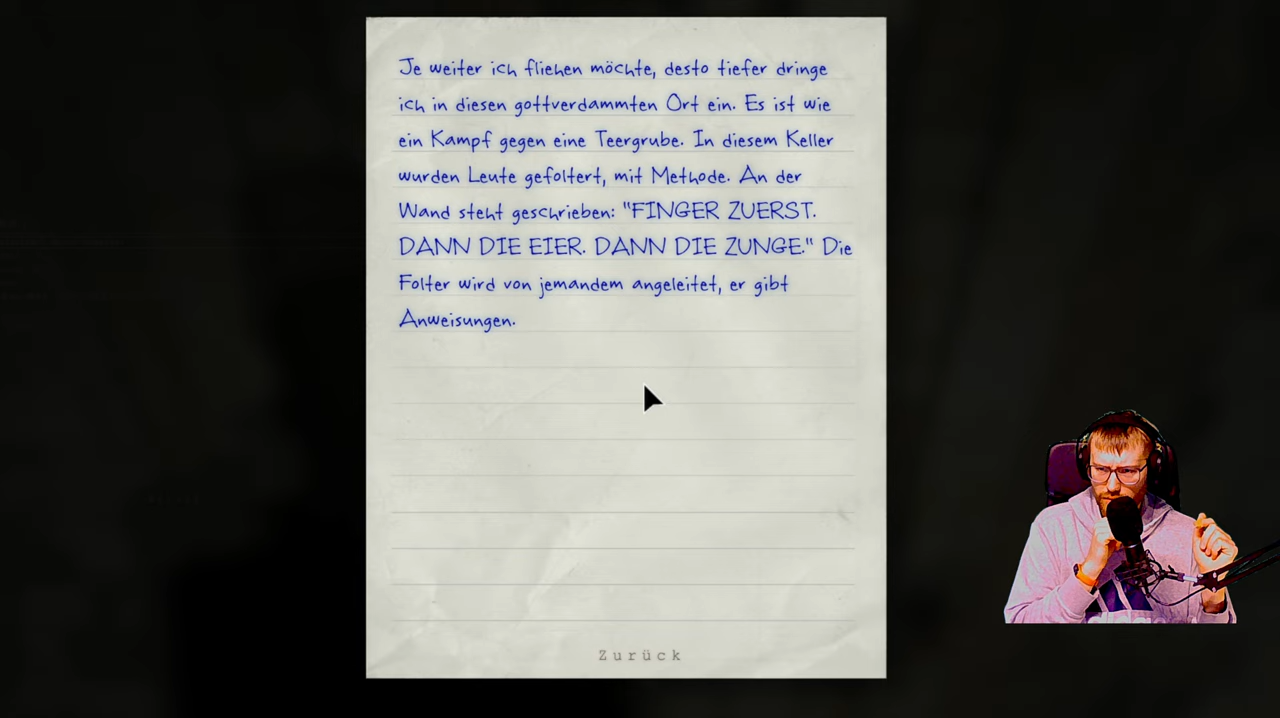 Je weiter ich fliehen möchte, desto tiefer dringe
ich in diesen gottverdammten Ort ein. Es ist wie
ein Kampf gegen eine Teergrube. In diesem Keller
wurden Leute gefoltert, mit Methode. An der
Wand steht geschrieben: "FINGER ZUERST.
DANN DIE EIER. DANN DIE ZUNGE." Die
Folter wird von jemandem angeleitet, er gibt
Anweisungen.
Zurück